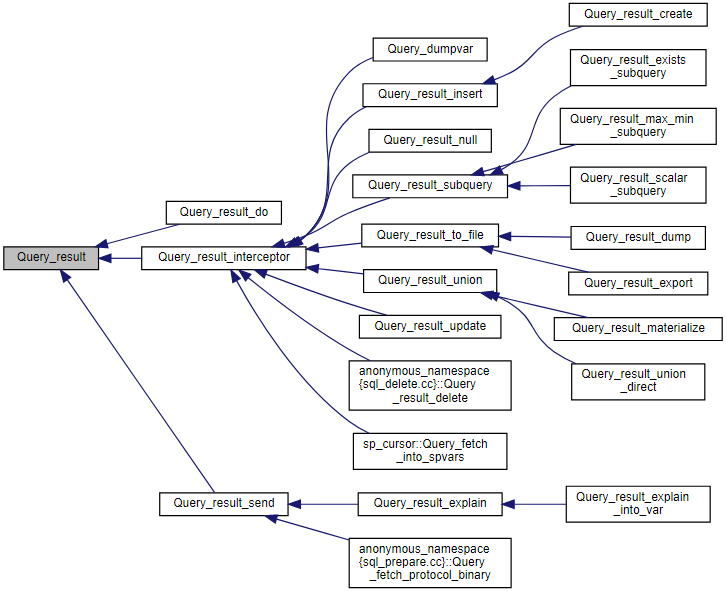 Query_result_create
Query_dumpvar
Query_result_exists
_subquery
Query_result_insert
Query_result_max_min
_subquery
Query_result_null
Query_result_subquery
Query_result_scalar
_subquery
Query_result_do
Query_result_to_file
Query_result_dump
Query_result
Query_result_interceptor
Query_result_union
Query_result_export
Query_result_update
Query_result_materialize
anonymous_namespace
{sql_delete.cc}::Query
_result_delete
Query_result_union
_direct
sp_cursor::Query_fetch
_into_spvars
Query_result_send
Query_result_explain
Query_result_explain
_into_var
anonymous_namespace
{sql_prepare.cc}::Query
_fetch_protocol_binary